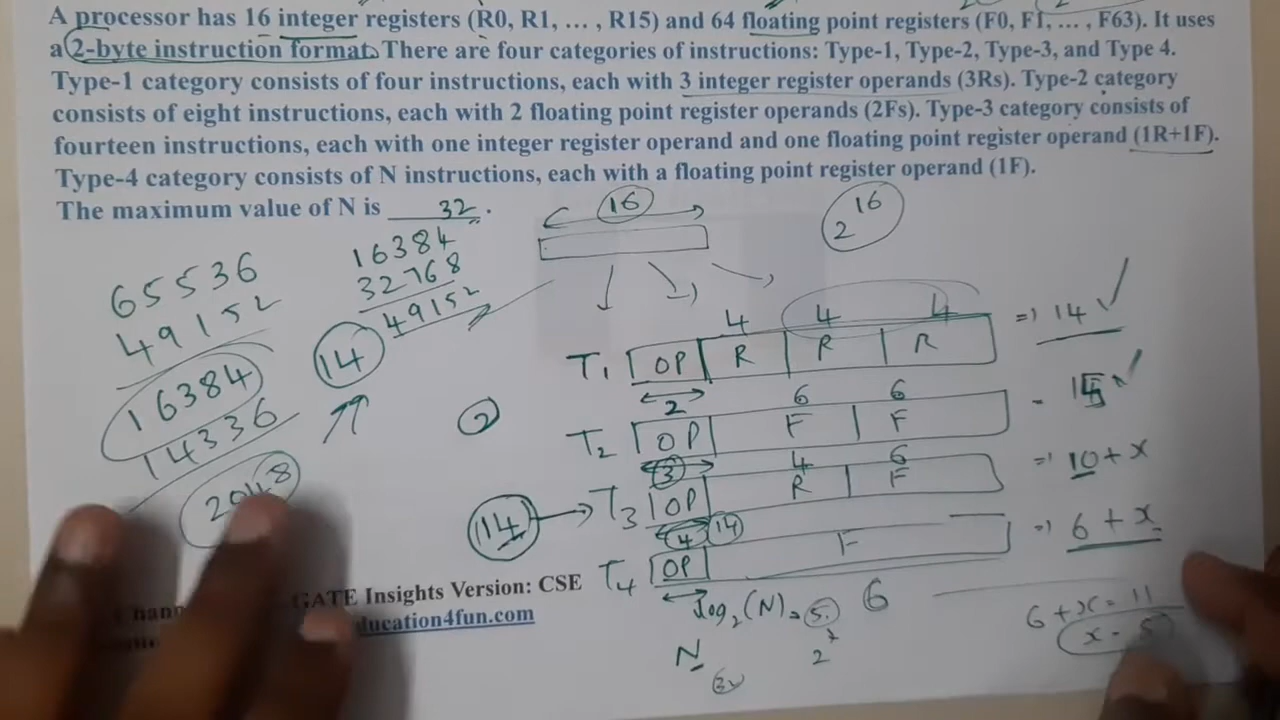 A processor has 16 integer registers (R0, R1, ... , R15) and 64 floating point registers (F0, F1,... , F63). It uses
a 2-byte instruction format. There are four categories of instructions: Type-1, Type-2, Type-3, and Type 4.
Type-1 category consists of four instructions, each with 3 integer register operands (3Rs). Type-2 category
consists of eight instructions, each with 2 floating point register operands (2Fs). Type-3 category consists of
fourteen instructions, each with one integer register operand and one floating point register operand (1R+1F).
Type-4 category consists of N instructions, each with a floating point register operand (1F).
The maximum value of N is 32 .
16
2 16
65536
49152
16384
14336
2048
16384
32768
49152
14
2
4 4 4
T1 OP R R R => 14
2
6 6
T2 OP F F
3
4 6
14 T3 OP R F => 10 + x
4 14
T4 OP F => 6 + x
log2(N) = 5 6
2
N
6 + x = 11
x = 5
GATE Insights Version: CSE
ducation4fun.com